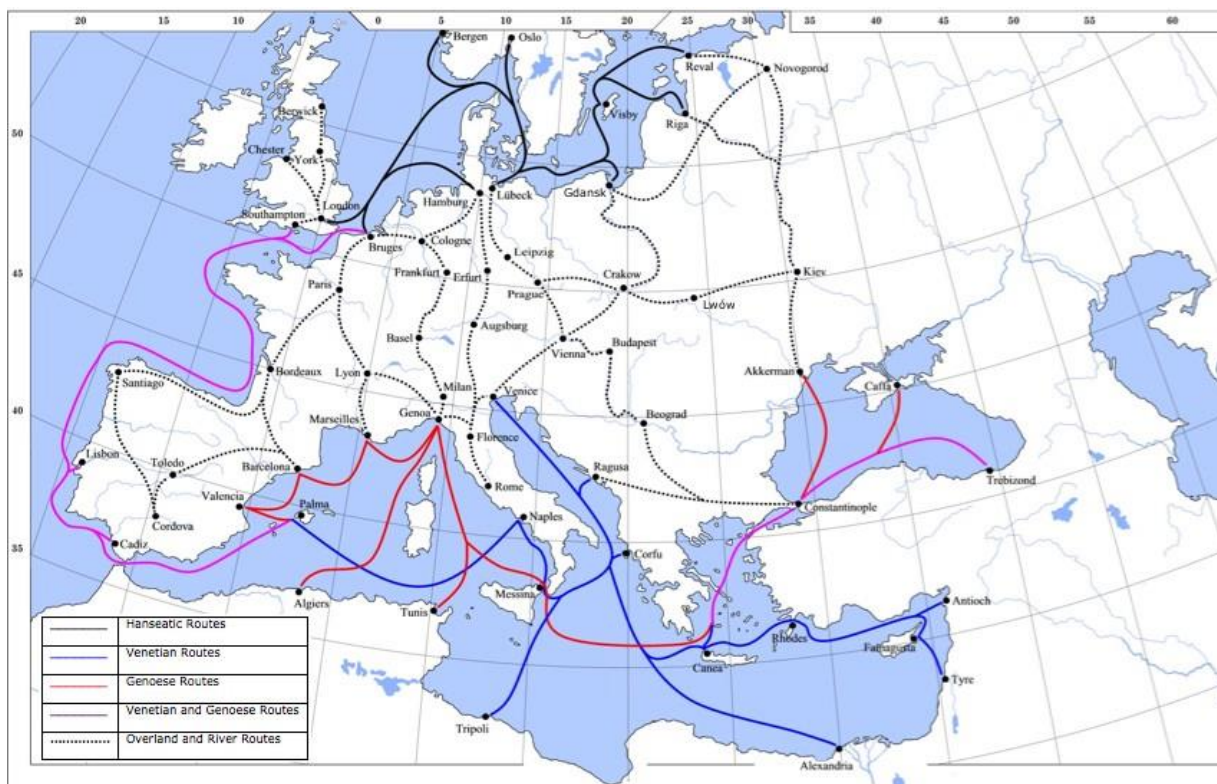 20 15 10 5 0 5 10 15 20 25 30 35 40 45 50 55 60
50
45
40
35
Bergen
Oslo
Reval
Novogorod
Berwick
Visby
Riga
Chester
York
Gdansk
Hamburg
Lübeck
London
Southampton
Bruges
Cologne
Leipzig
Frankfurt
Erfurt
Prague
Crakow
Kiev
Lwów
Paris
Augsburg
Basel
Vienna
Budapest
Santiago
Bordeaux
Lyon
Milan
Venice
Akkerman
Caffa
Genoa
Marseilles
Florence
Beograd
Lisbon
Toledo
Barcelona
Ragusa
Trebizond
Valencia
Palma
Rome
Constantinople
Cordova
Naples
Cadiz
Corfu
Algiers
Tunis
Messina
Antioch
Rhodes
Famagusta
Canea
Tyre
Tripoli
Alexandria
Hanseatic Routes
Venetian Routes
Genoese Routes
Venetian and Genoese Routes
Overland and River Routes